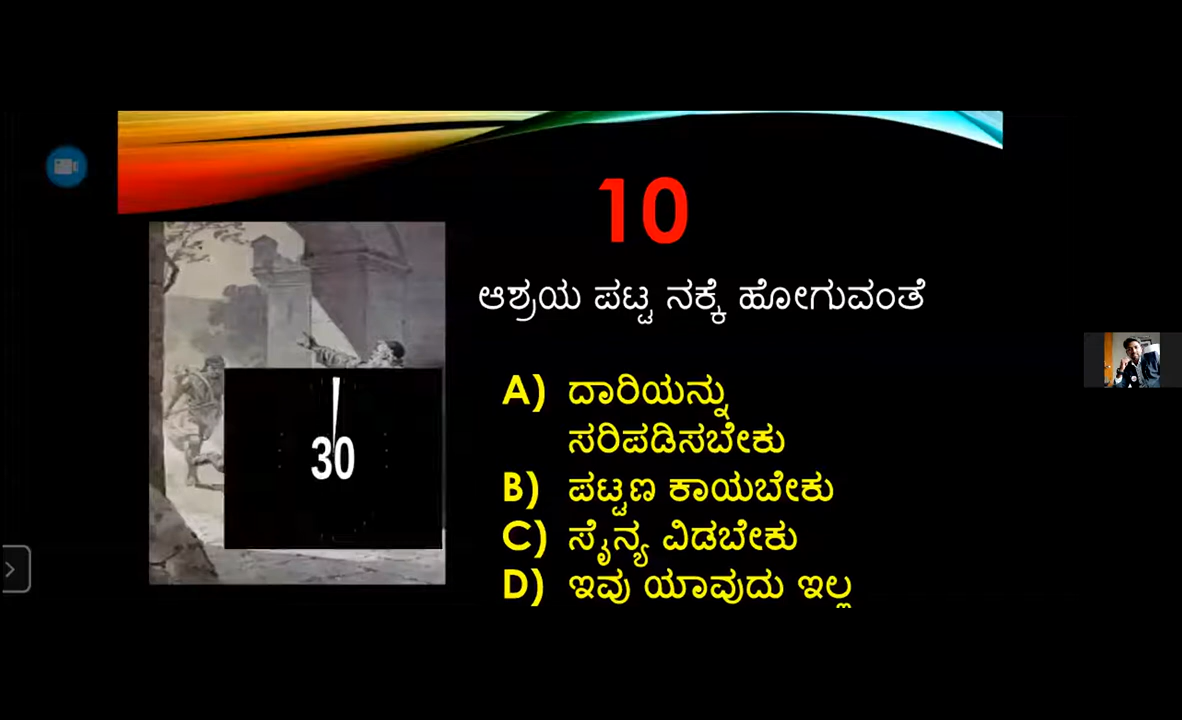 10
ಆಶ್ರಯ ಪಟ್ಟ ನಕ್ಕೆ ಹೋಗುವಂತೆ
A) ದಾರಿಯನ್ನು
ಸರಿಪಡಿಸಬೇಕು
B) ಪಟ್ಟಣ ಕಾಯಬೇಕು
C) ಸೈನ್ಯ ವಿಡಬೇಕು
D) ಇವು ಯಾವುದು ಇಲ್ಲ
30